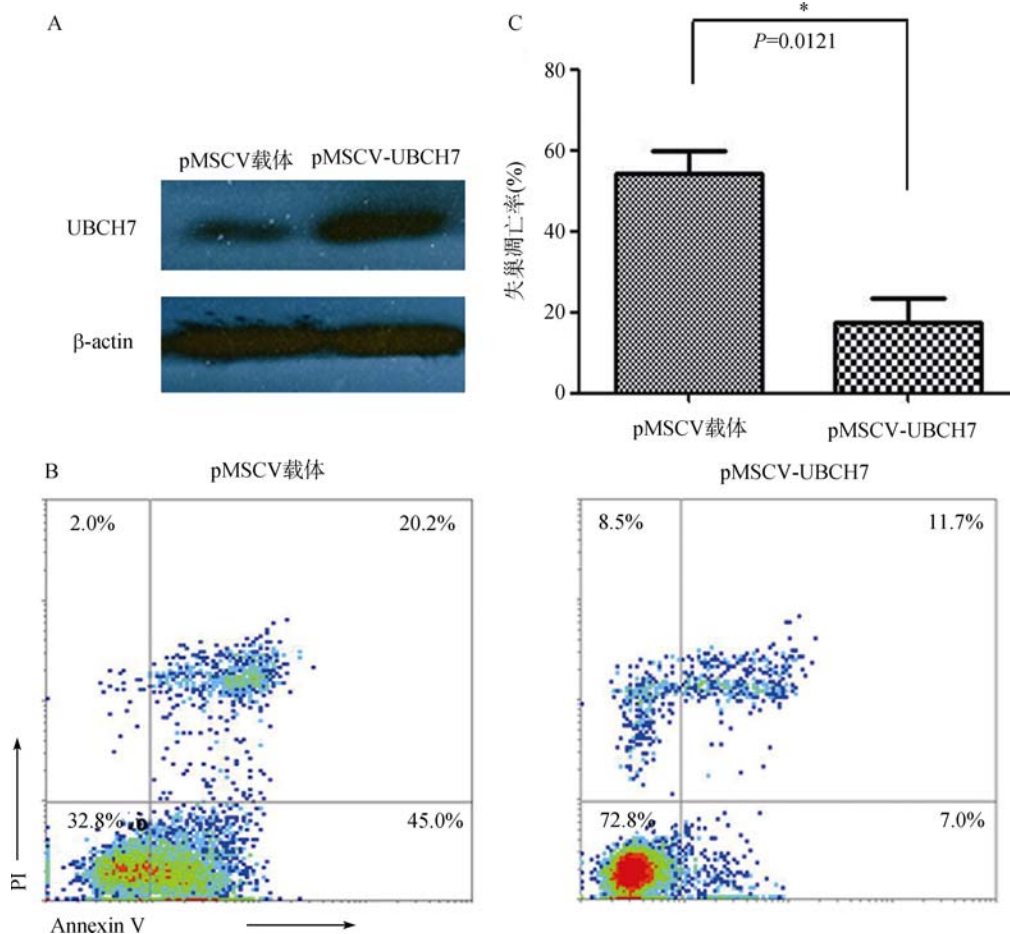 A
pMSCV载体 pMSCV-UBCH7
UBCH7
β-actin
C
*
P=0.0121
失巢凋亡率(%)
80
60
40
20
0
pMSCV载体 pMSCV-UBCH7
B
pMSCV载体
2.0% 20.2%
32.8% 45.0%
pMSCV-UBCH7
8.5% 11.7%
72.8% 7.0%
PI
Annexin V